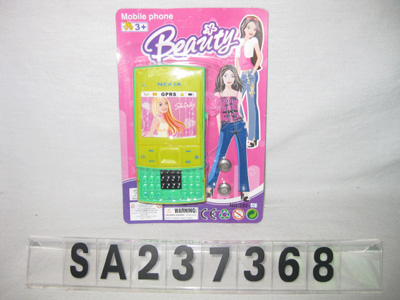 Mobile phone
3+
Beauty
GPRS
WARNING:
SA237368